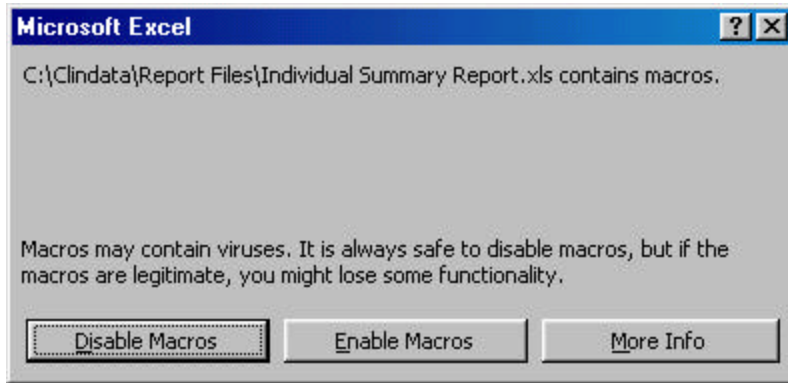 Microsoft Excel
? X
C:\Clindata\Report Files\Individual Summary Report.xls contains macros.
Macros may contain viruses. It is always safe to disable macros, but if the
macros are legitimate, you might lose some functionality.
Disable Macros Enable Macros More Info